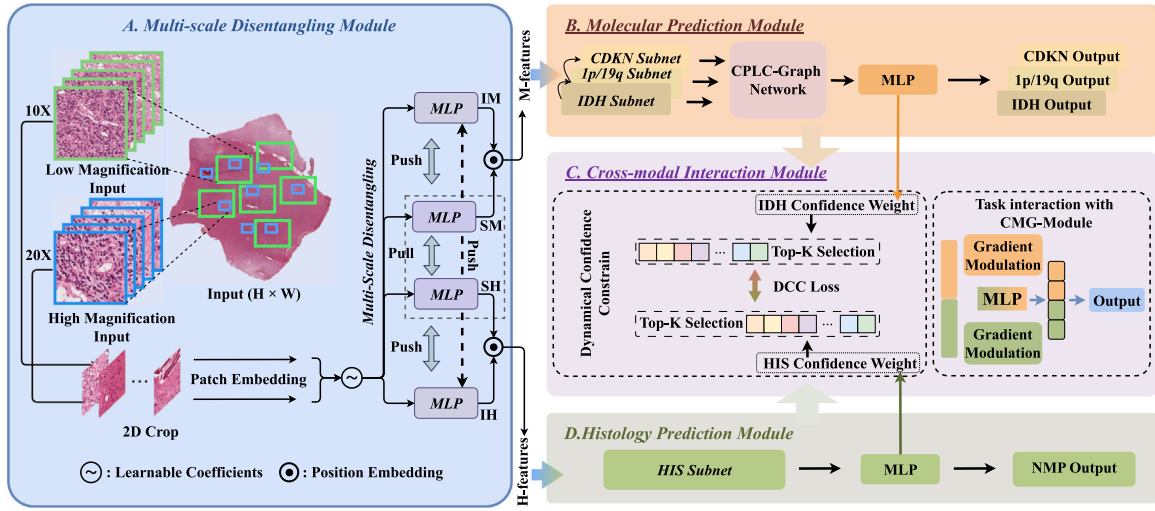 A. Multi-scale Disentangling Module
10X
Low Magnification
Input
20X
High Magnification
Input
Input (H × W)
2D Crop
Patch Embedding
Multi-Scale Disentangling
MLP
IM
Push
MLP
SM
Pull
Push
MLP
SH
Push
MLP
IH
M-features
H-features
: Learnable Coefficients
: Position Embedding
B. Molecular Prediction Module
CDKN Subnet
1p/19q Subnet
IDH Subnet
CPLC-Graph
Network
MLP
CDKN Output
1p/19q Output
IDH Output
C. Cross-modal Interaction Module
Dynamical Confidence
Constrain
IDH Confidence Weight
...
Top-K Selection
DCC Loss
Top-K Selection
...
HIS Confidence Weight
Task interaction with
CMG-Module
Gradient
Modulation
MLP
Output
Gradient
Modulation
D.Histology Prediction Module
HIS Subnet
MLP
NMP Output